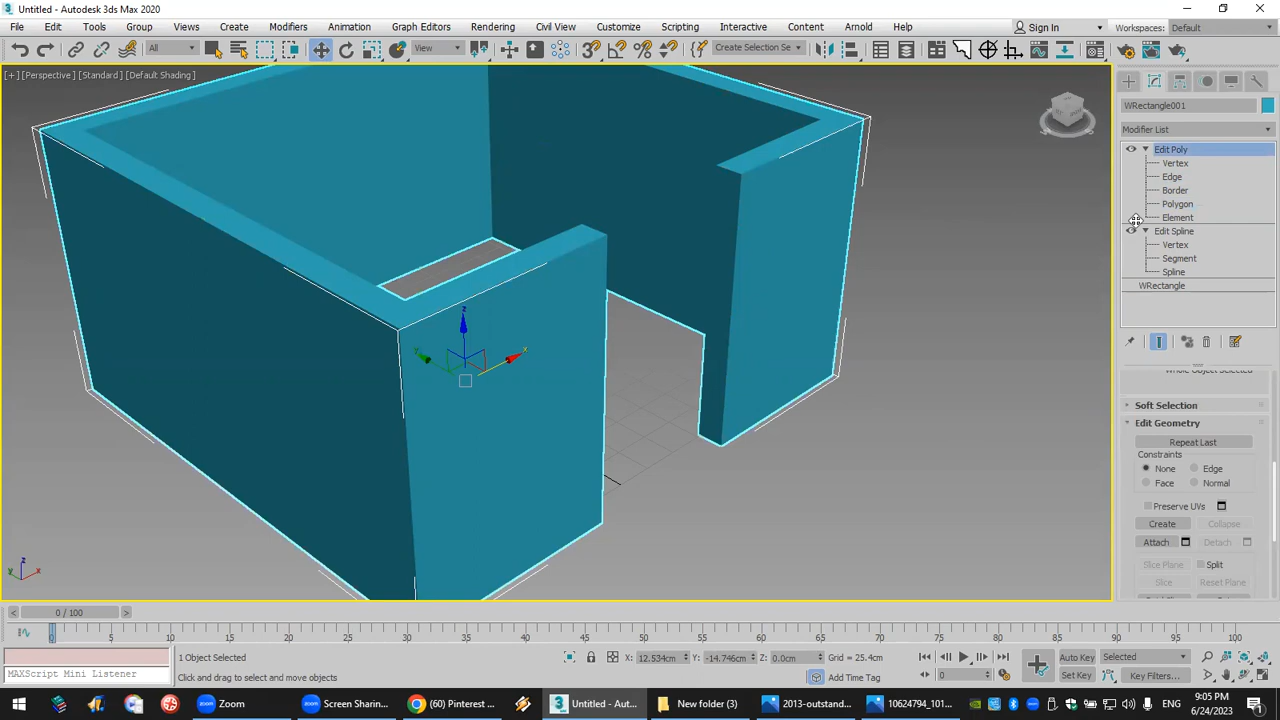 Untitled - Autodesk 3ds Max 2020
File Edit Tools Group Views Create Modifiers Animation Graph Editors Rendering Civil View Customize Scripting Interactive Content Arnold Help Sign In Workspaces: Default
All View Create Selection Se
[+] [Perspective] [Standard] [Default Shading]
WRectangle001
Modifier List
Edit Poly
Vertex
Edge
Border
Polygon
Element
Edit Spline
Vertex
Segment
Spline
WRectangle
Whole Object Selected
Soft Selection
Edit Geometry
Repeat Last
Constraints
None Edge
Face Normal
Preserve UVs
Create Collapse
Attach Detach
Slice Plane Split
Slice Reset Plane
z
y x
z
y x
0 / 100
0 5 10 15 20 25 30 35 40 45 50 55 60 65 70 75 80 85 90 95 100
1 Object Selected X: 12.534cm Y: -14.746cm Z: 0.0cm Grid = 25.4cm Auto Key Selected
MAXScript Mini Listener Click and drag to select and move objects Add Time Tag 0 Set Key Key Filters...
Zoom Screen Sharin... (60) Pinterest ... Untitled - Aut... New folder (3) 2013-outstand... 10624794_101... 9:05 PM
6/24/2023